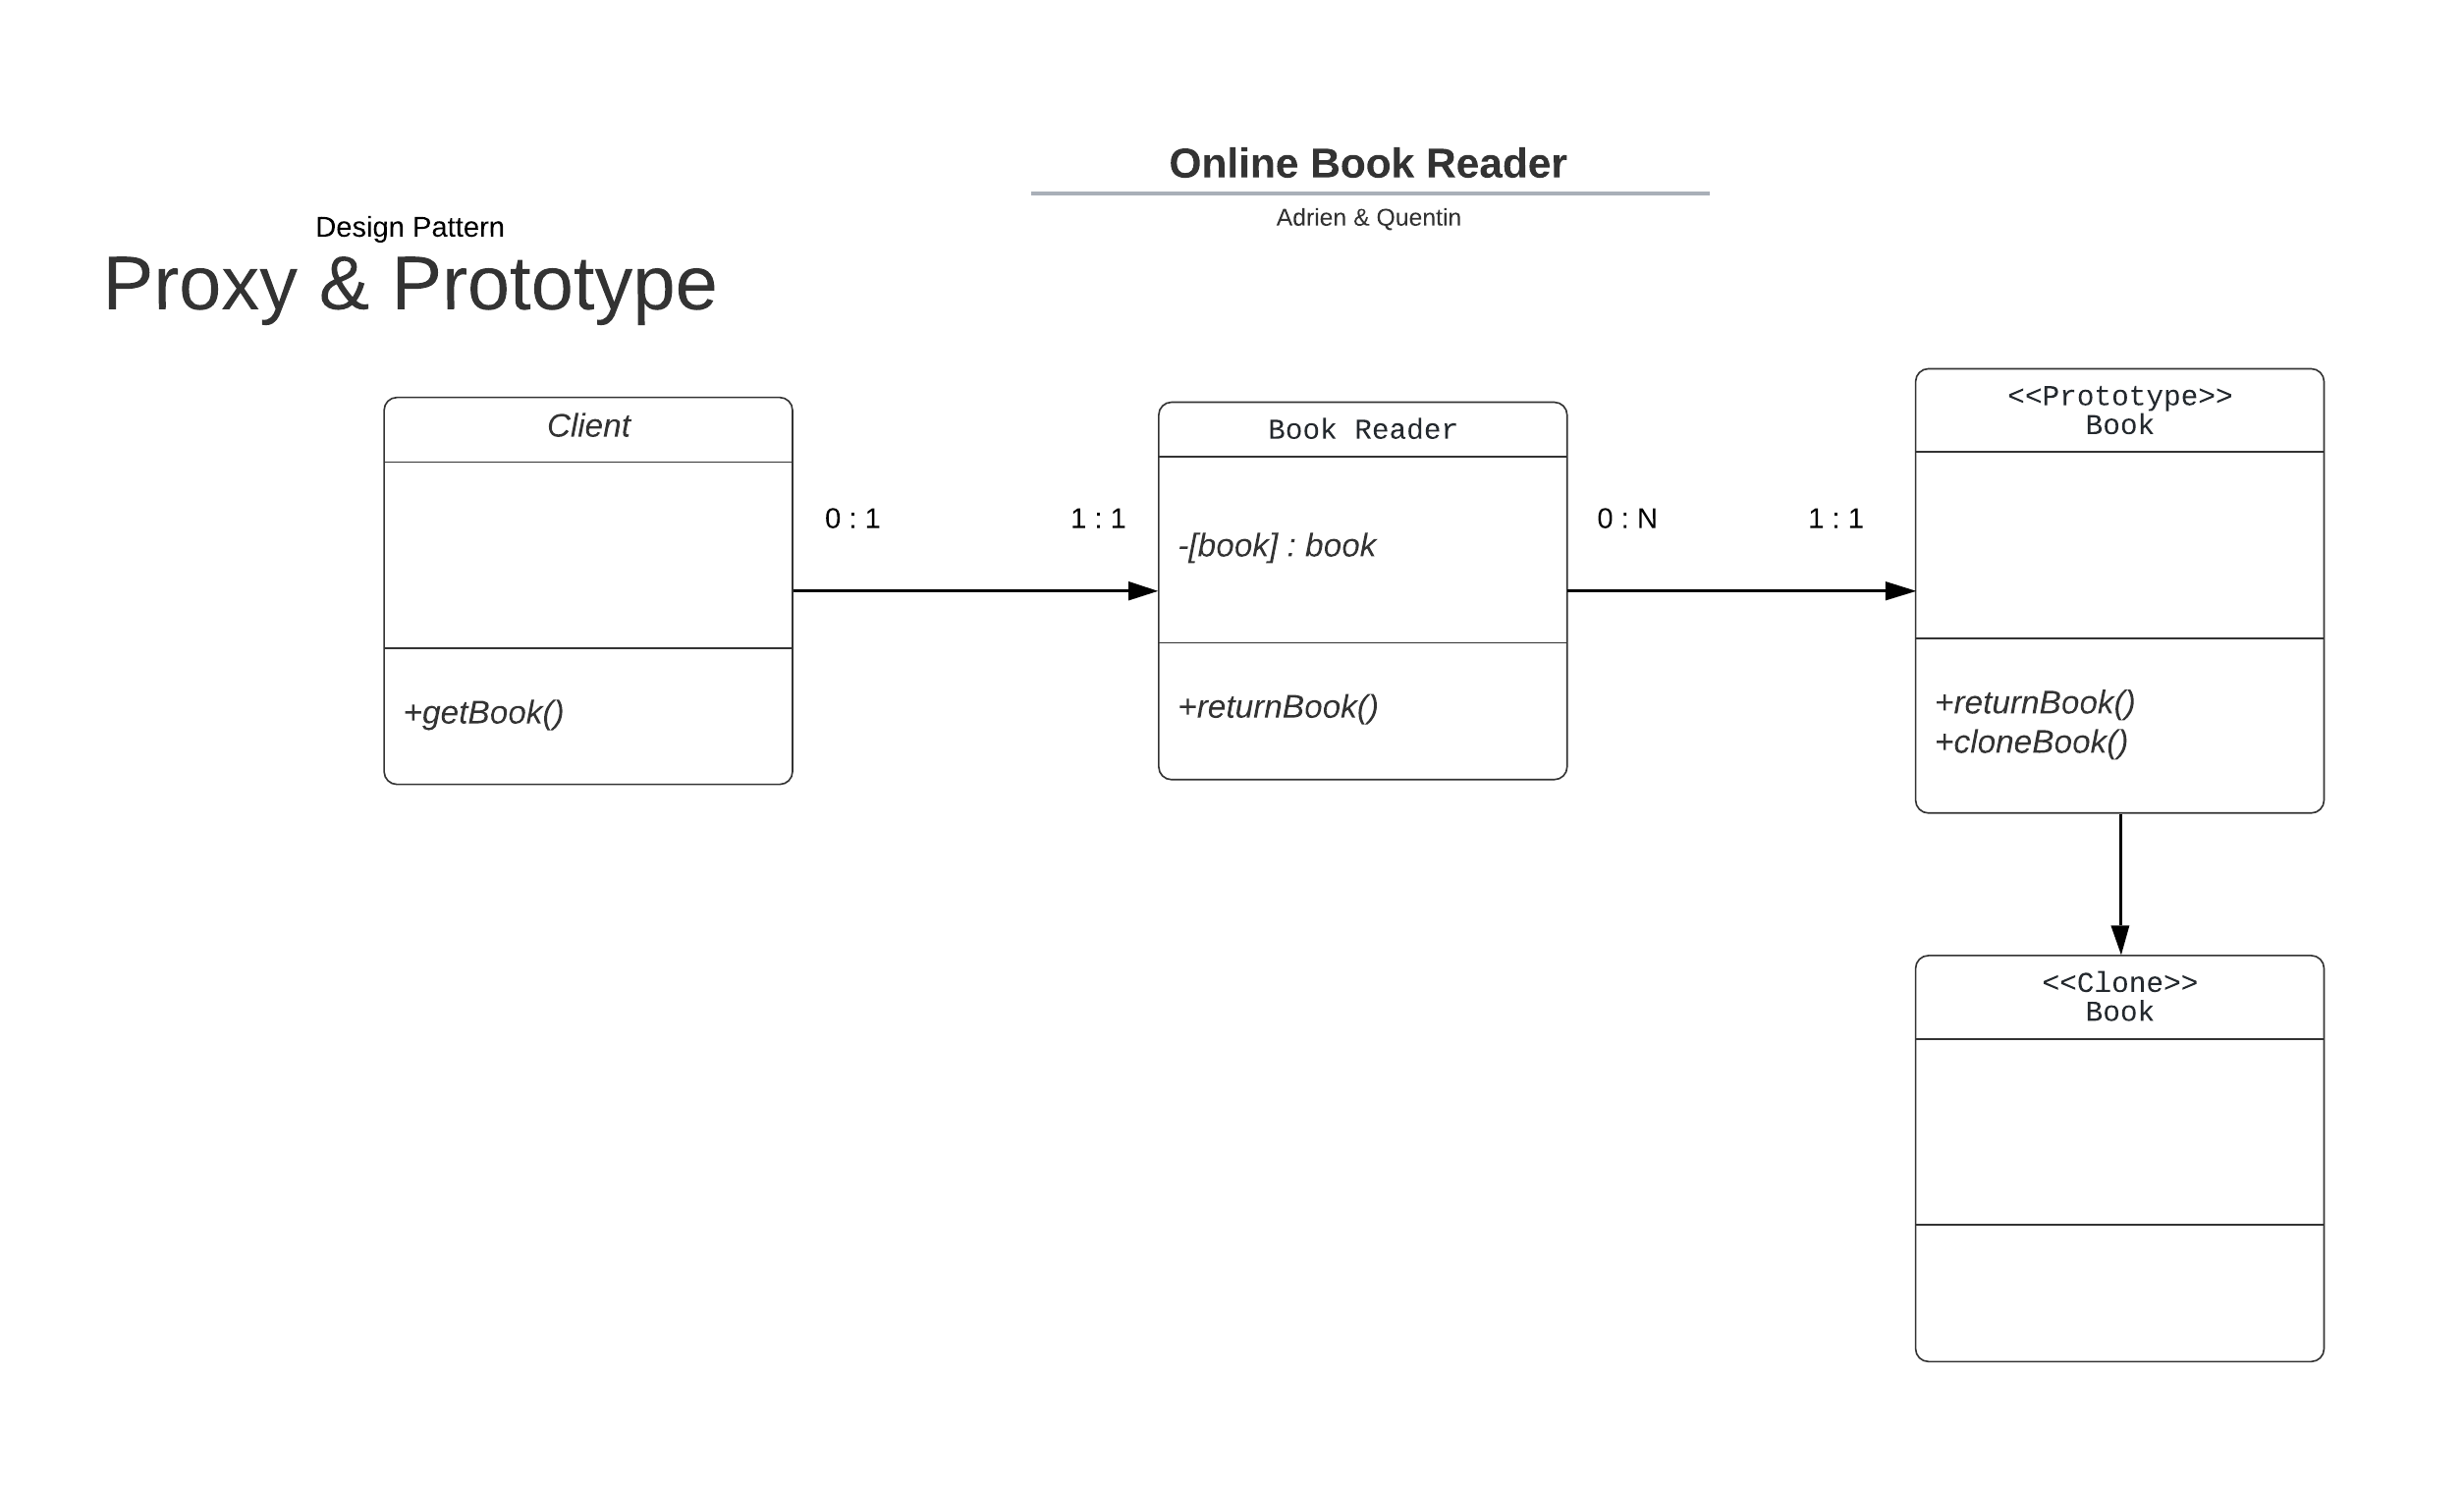 Online Book Reader
Adrien & Quentin
Design Pattern
Proxy & Prototype
Client
+getBook()
0 : 1
1 : 1
Book Reader
-[book] : book
+returnBook()
0 : N
1 : 1
<<Prototype>>
Book
+returnBook()
+cloneBook()
<<Clone>>
Book